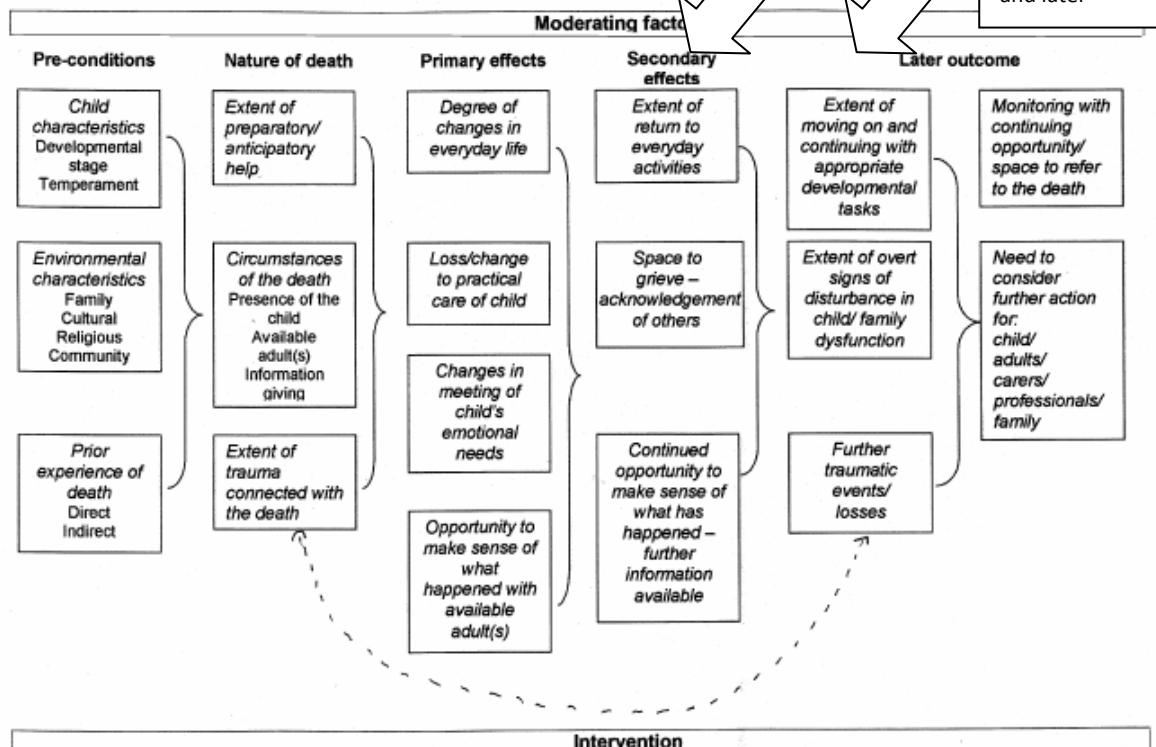 and later
Moderating facto
Pre-conditions
Nature of death
Primary effects
Secondary
effects
Later outcome
Child
characteristics
Developmental
stage
Temperament
Environmental
characteristics
Family
Cultural
Religious
Community
Prior
experience of
death
Direct
Indirect
Extent of
preparatory/
anticipatory
help
Circumstances
of the death
Presence of the
child
Available
adult(s)
Information
giving
Extent of
trauma
connected with
the death
Degree of
changes in
everyday life
Loss/change
to practical
care of child
Changes in
meeting of
child's
emotional
needs
Opportunity to
make sense of
what
happened with
available
adult(s)
Extent of
return to
everyday
activities
Space to
grieve –
acknowledgement
of others
Continued
opportunity to
make sense of
what has
happened –
further
information
available
Extent of
moving on and
continuing with
appropriate
developmental
tasks
Extent of overt
signs of
disturbance in
child/ family
dysfunction
Further
traumatic
events/
losses
Monitoring with
continuing
opportunity/
space to refer
to the death
Need to
consider
further action
for:
child/
adults/
carers/
professionals/
family
Intervention